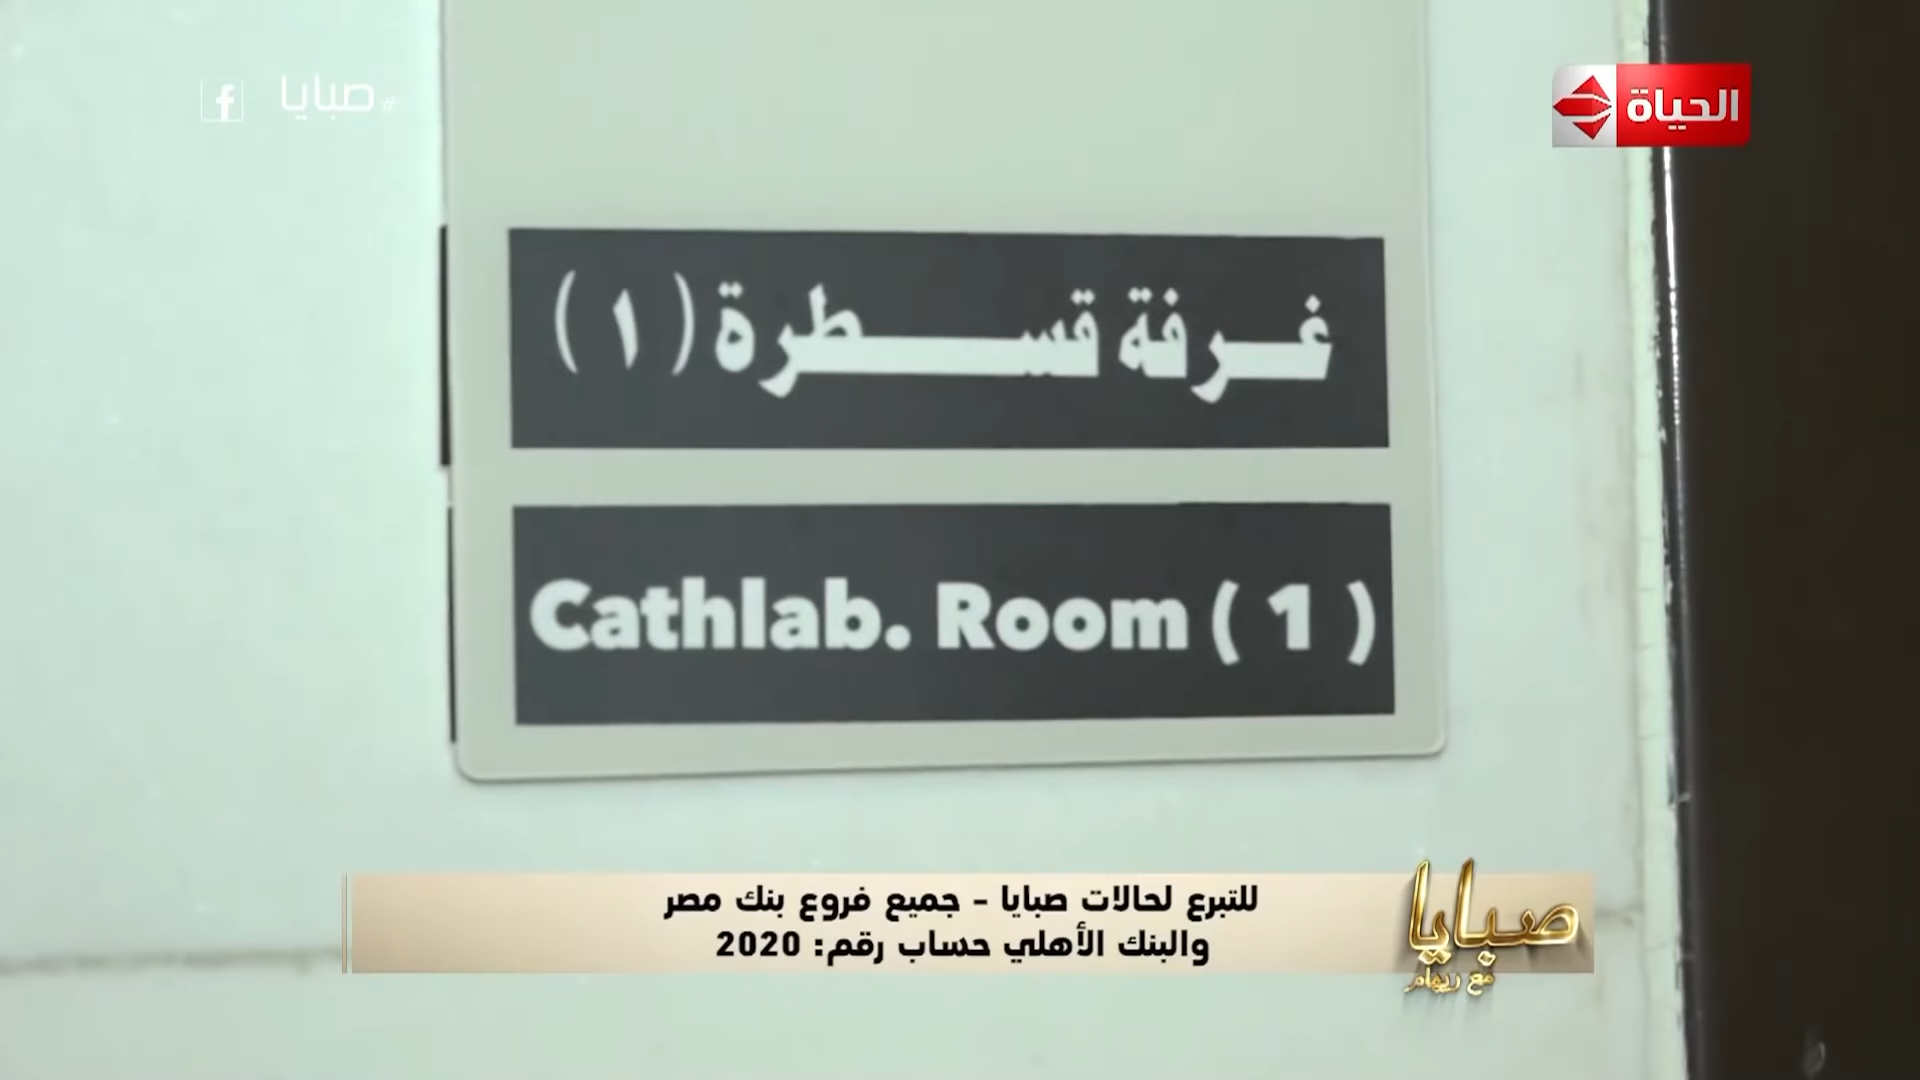 #صبايا
الحياة
غرفة قسطرة (١)
Cathlab. Room ( 1 )
للتبرع لحالات صبايا - جميع فروع بنك مصر
والبنك الأهلي حساب رقم: 2020
صبايا
مع ريهام